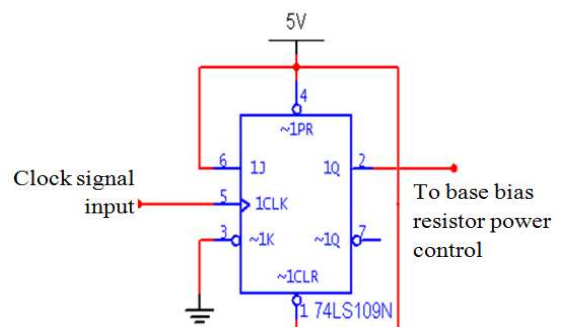 5V
4
~1PR
6
1J
1Q
2
Clock signal
input
5
1CLK
To base bias
resistor power
control
3
~1K
~1Q
7
~1CLR
1
74LS109N